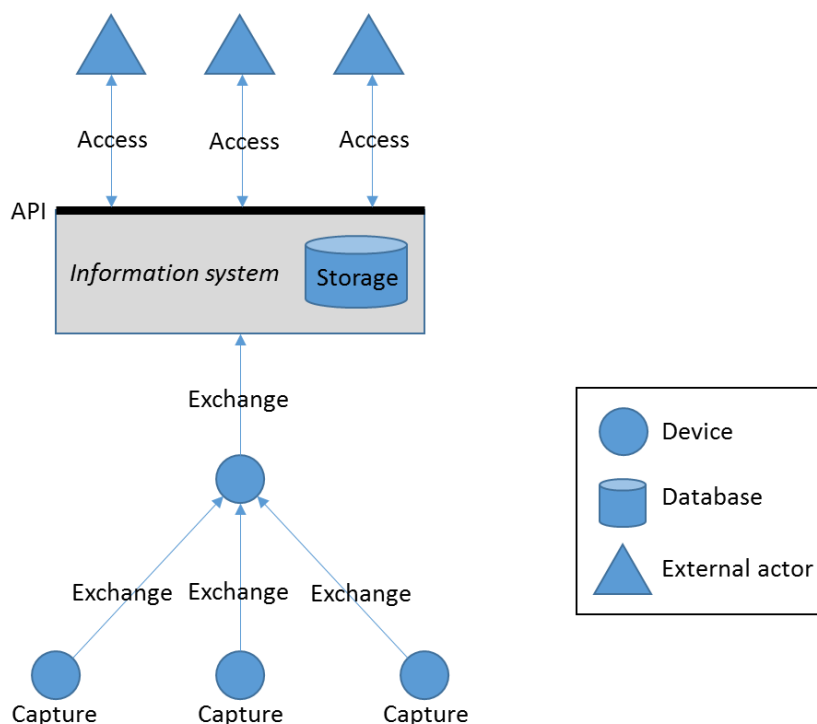 Access Access Access
API
Information system Storage
Exchange
Device
Database
External actor
Exchange Exchange Exchange
Capture Capture Capture